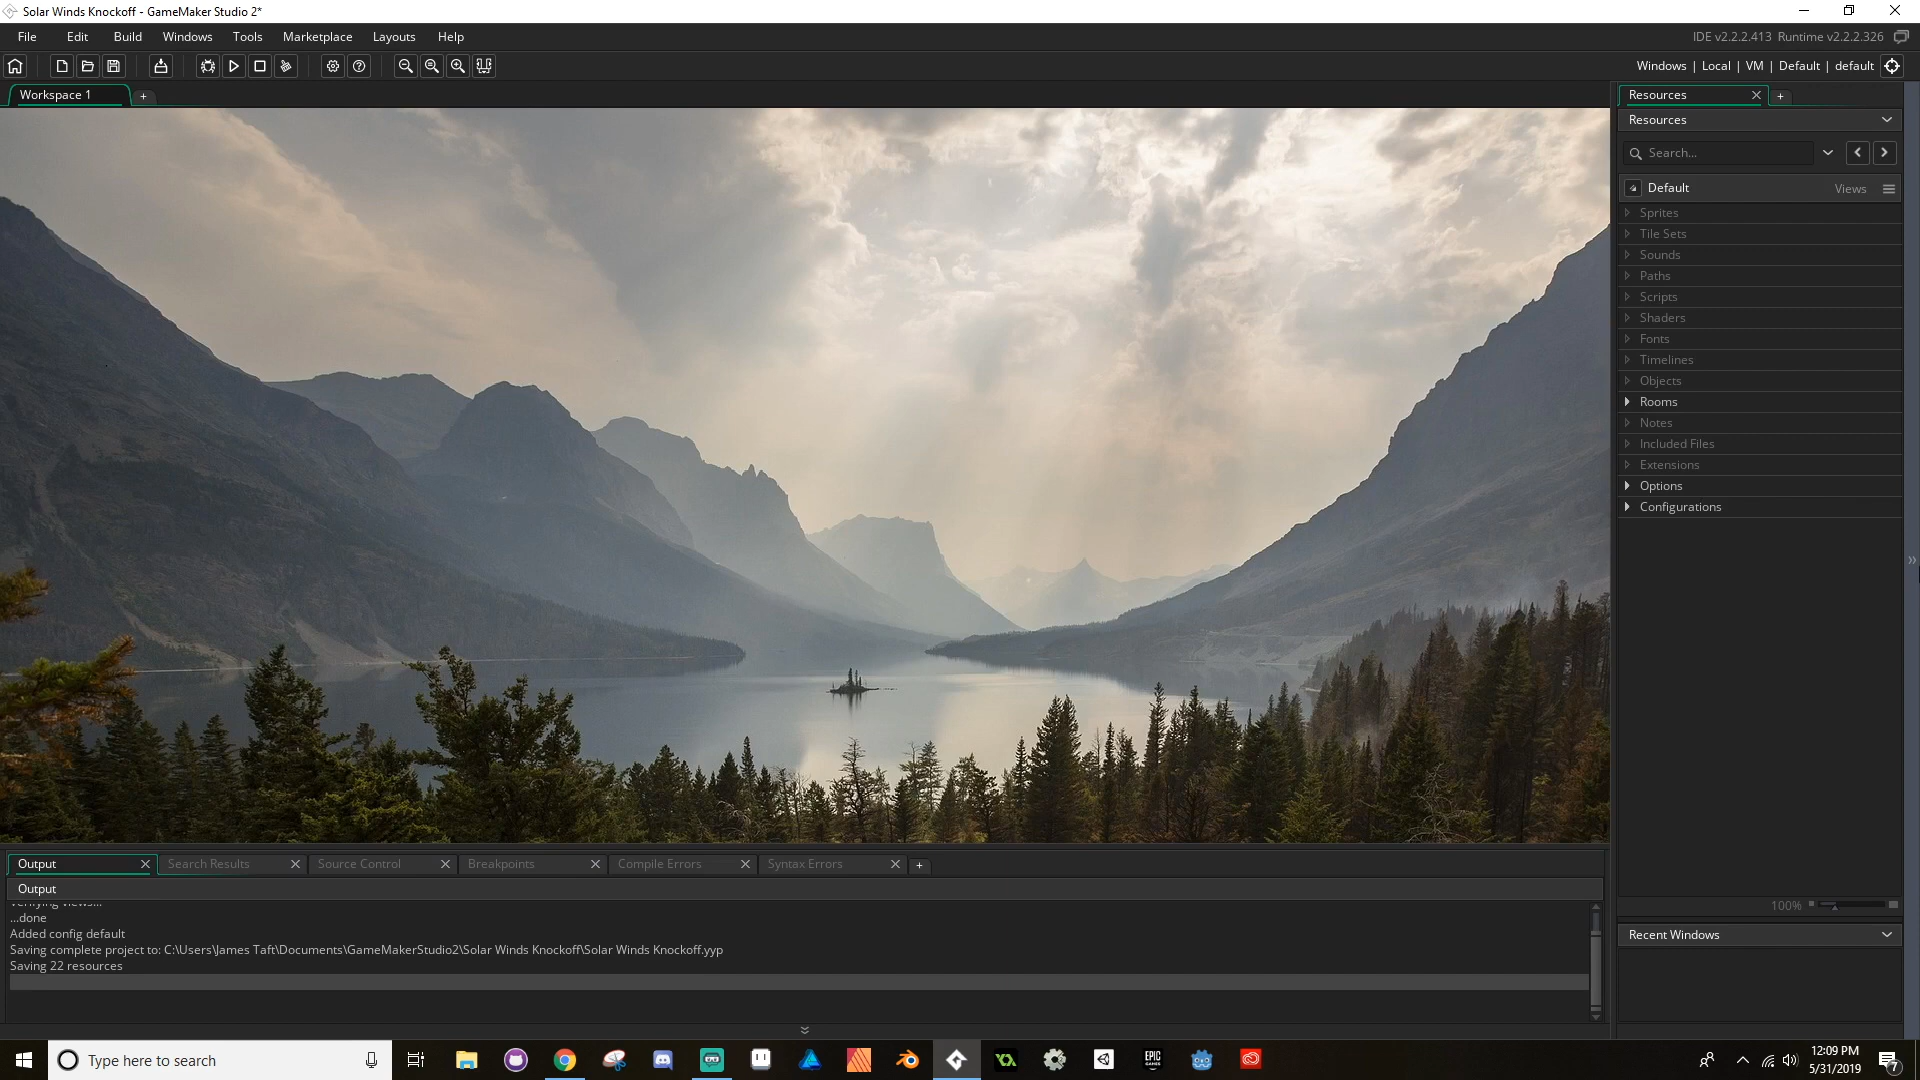 Solar Winds Knockoff - GameMaker Studio 2*
File Edit Build Windows Tools Marketplace Layouts Help
IDE v2.2.2.413 Runtime v2.2.2.326
Windows | Local | VM | Default | default
Workspace 1
Resources
Resources
Search...
Default Views
Sprites
Tile Sets
Sounds
Paths
Scripts
Shaders
Fonts
Timelines
Objects
Rooms
Notes
Included Files
Extensions
Options
Configurations
100%
Recent Windows
Output Search Results Source Control Breakpoints Compile Errors Syntax Errors
Output
Verifying views...
...done
Added config default
Saving complete project to: C:\Users\James Taft\Documents\GameMakerStudio2\Solar Winds Knockoff\Solar Winds Knockoff.yyp
Saving 22 resources
Type here to search
EPIC GAMES
12:09 PM
5/31/2019
7